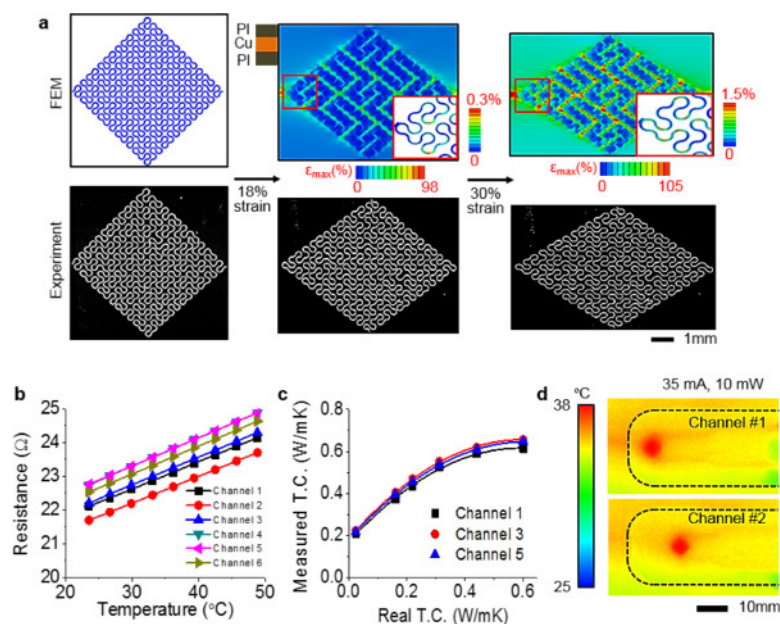 a
PI
Cu
PI
FEM
0.3%
0
1.5%
0
εmax(%)
0 98
18%
strain
εmax(%)
0 105
30%
strain
Experiment
1mm
b
Resistance (Ω)
25
24
23
22
21
20
20 30 40 50
Temperature (°C)
Channel 1
Channel 2
Channel 3
Channel 4
Channel 5
Channel 6
c
Measured T.C. (W/mK)
0.8
0.6
0.4
0.2
0.0
0.0 0.2 0.4 0.6
Real T.C. (W/mK)
Channel 1
Channel 3
Channel 5
d
°C
38
25
35 mA, 10 mW
Channel #1
Channel #2
10mm